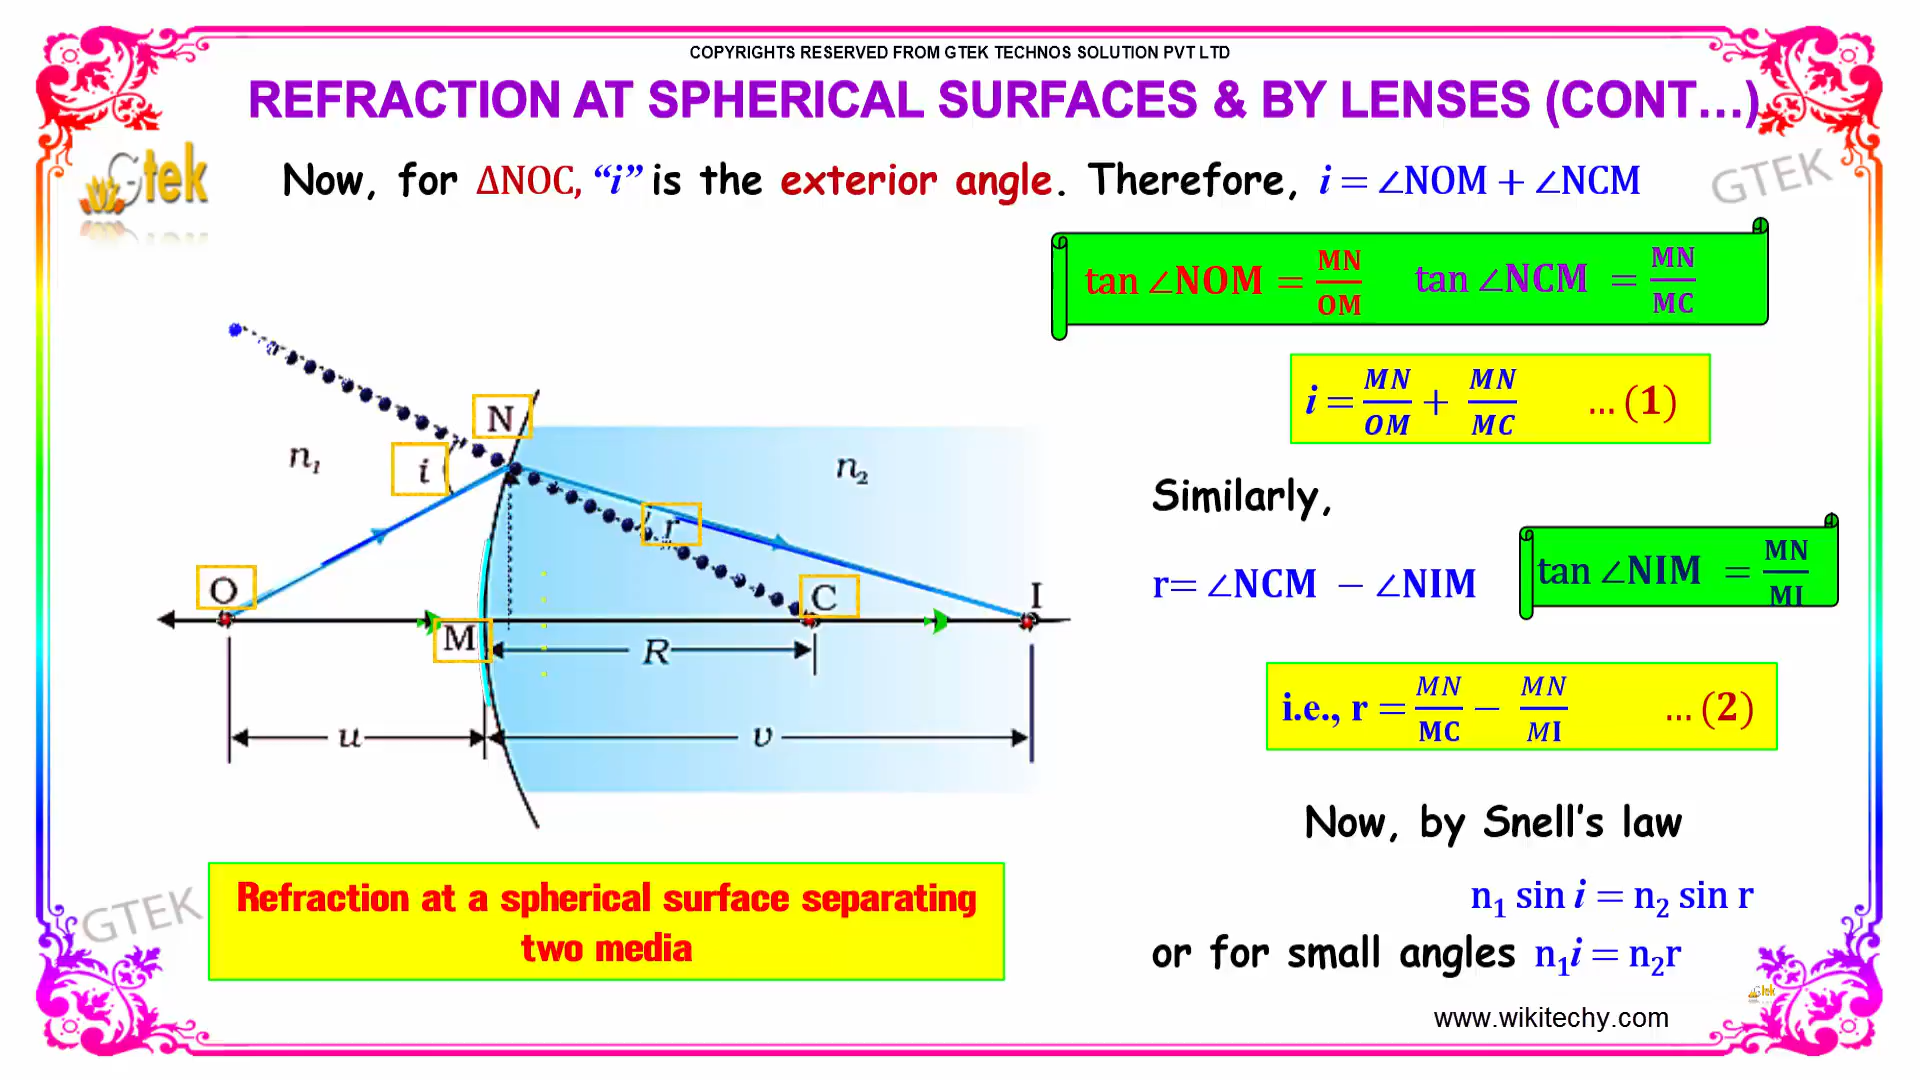 COPYRIGHTS RESERVED FROM GTEK TECHNOS SOLUTION PVT LTD
REFRACTION AT SPHERICAL SURFACES & BY LENSES (CONT...)
Gtek
GTEK
Now, for ΔNOC, “i” is the exterior angle. Therefore, i = ∠NOM + ∠NCM
tan ∠NOM = MN/OM tan ∠NCM = MN/MC
i = MN/OM + MN/MC ... (1)
N
n₁
i
n₂
r
O
C
I
M
R
u
v
Similarly,
r= ∠NCM − ∠NIM
tan ∠NIM = MN/MI
i.e., r = MN/MC − MN/MI ... (2)
Now, by Snell’s law
n₁ sin i = n₂ sin r
or for small angles n₁i = n₂r
Refraction at a spherical surface separating
two media
GTEK
Gtek
www.wikitechy.com